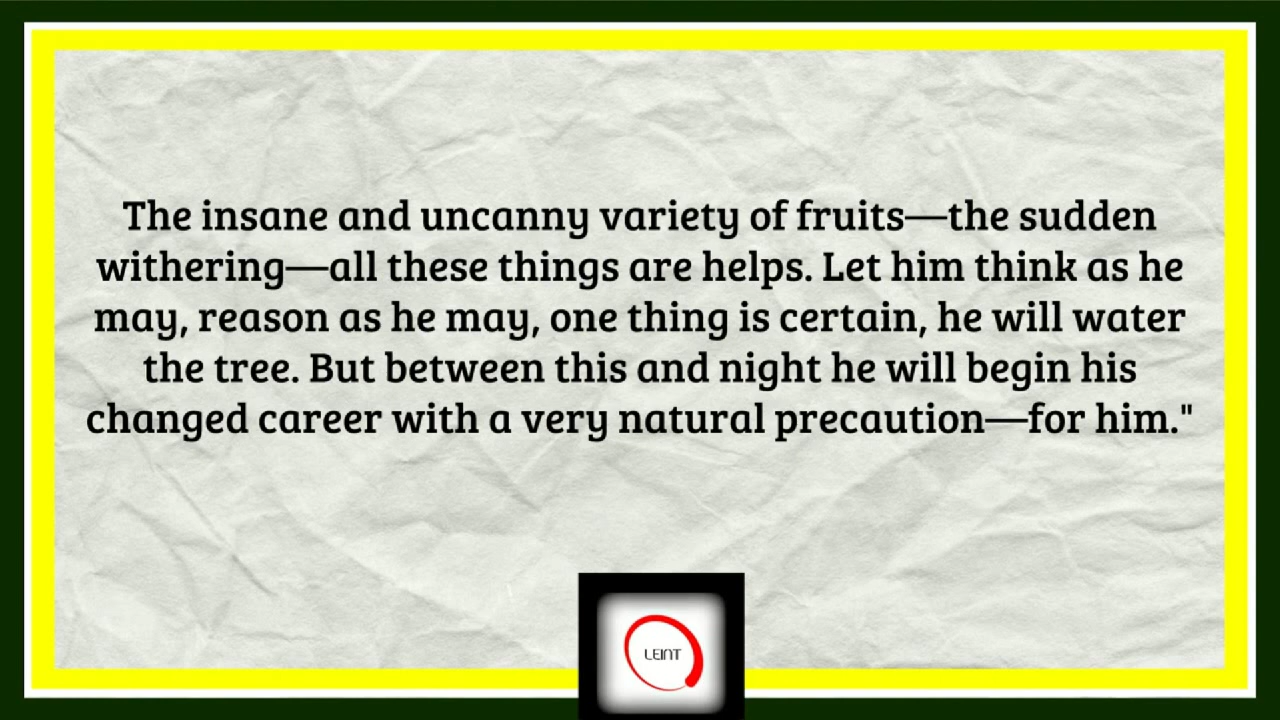 The insane and uncanny variety of fruits—the sudden
withering—all these things are helps. Let him think as he
may, reason as he may, one thing is certain, he will water
the tree. But between this and night he will begin his
changed career with a very natural precaution—for him."
LEINT